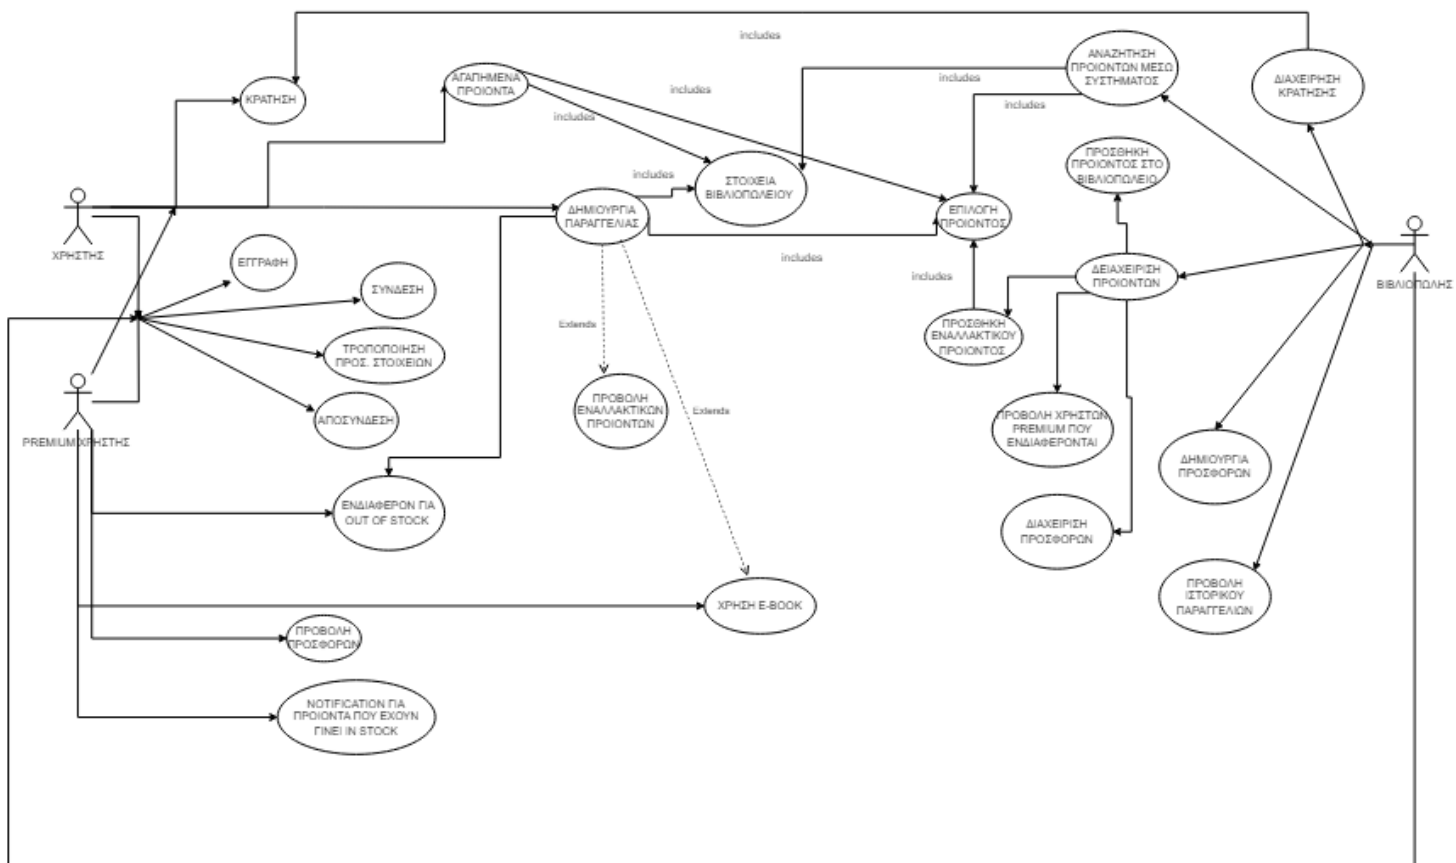 includes
ΑΓΑΠΗΜΕΝΑ
ΠΡΟΙΟΝΤΑ
ΑΝΑΖΗΤΗΣΗ
ΠΡΟΙΟΝΤΩΝ ΜΕΣΩ
ΣΥΣΤΗΜΑΤΟΣ
ΔΙΑΧΕΙΡΗΣΗ
ΚΡΑΤΗΣΗΣ
ΚΡΑΤΗΣΗ
includes
includes
includes
includes
ΠΡΟΣΘΗΚΗ
ΠΡΟΙΟΝΤΟΣ ΣΤΟ
ΒΙΒΛΙΟΠΩΛΕΙΟ
includes
ΣΤΟΙΧΕΙΑ
ΒΙΒΛΙΟΠΩΛΕΙΟΥ
ΔΗΜΙΟΥΡΓΙΑ
ΠΑΡΑΓΓΕΛΙΑΣ
ΕΠΙΛΟΓΗ
ΠΡΟΙΟΝΤΟΣ
ΧΡΗΣΤΗΣ
ΕΓΓΡΑΦΗ
includes
includes
ΔΕΙΑΧΕΙΡΙΣΗ
ΠΡΟΙΟΝΤΩΝ
ΒΙΒΛΙΟΠΩΛΗΣ
ΣΥΝΔΕΣΗ
Extends
ΠΡΟΣΘΗΚΗ
ΕΝΑΛΛΑΚΤΙΚΟΥ
ΠΡΟΙΟΝΤΟΣ
ΤΡΟΠΟΠΟΙΗΣΗ
ΠΡΟΣ. ΣΤΟΙΧΕΙΩΝ
ΠΡΟΒΟΛΗ
ΕΝΑΛΛΑΚΤΙΚΩΝ
ΠΡΟΙΟΝΤΩΝ
Extends
ΠΡΟΒΟΛΗ ΧΡΗΣΤΩΝ
PREMIUM ΠΟΥ
ΕΝΔΙΑΦΕΡΟΝΤΑΙ
ΑΠΟΣΥΝΔΕΣΗ
PREMIUM ΧΡΗΣΤΗΣ
ΔΗΜΙΟΥΡΓΙΑ
ΠΡΟΣΦΟΡΩΝ
ΕΝΔΙΑΦΕΡΟΝ ΓΙΑ
OUT OF STOCK
ΔΙΑΧΕΙΡΙΣΗ
ΠΡΟΣΦΟΡΩΝ
ΠΡΟΒΟΛΗ
ΙΣΤΟΡΙΚΟΥ
ΠΑΡΑΓΓΕΛΙΩΝ
ΧΡΗΣΗ E-BOOK
ΠΡΟΒΟΛΗ
ΠΡΟΣΦΟΡΩΝ
NOTIFICATION ΓΙΑ
ΠΡΟΙΟΝΤΑ ΠΟΥ ΕΧΟΥΝ
ΓΙΝΕΙ IN STOCK